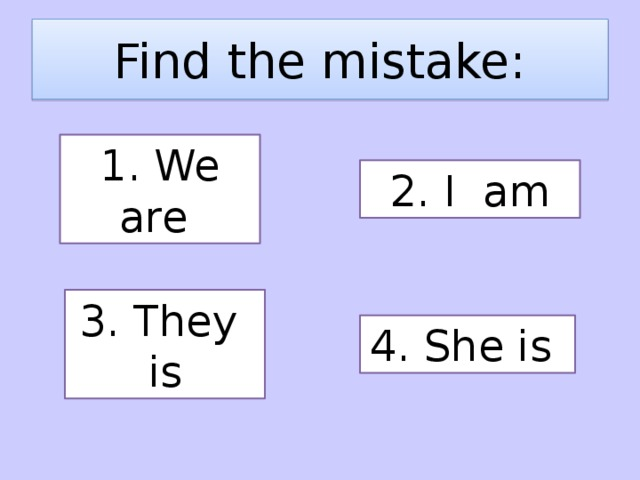 Find the mistake:
1. We
are
2. I  am
3. They
is
4. She is